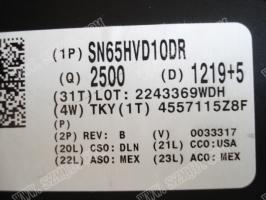 (1P) SN65HVD10DR
(Q) 2500 (D) 1219+5
(31T) LOT: 2243369WDH
(4W) TKY (1T) 4557115Z8F
(P)
(2P) REV: B (V) 0033317
(20L) CSO: DLN (21L) CCO:USA
(22L) ASO: MEX (23L) ACO: MEX